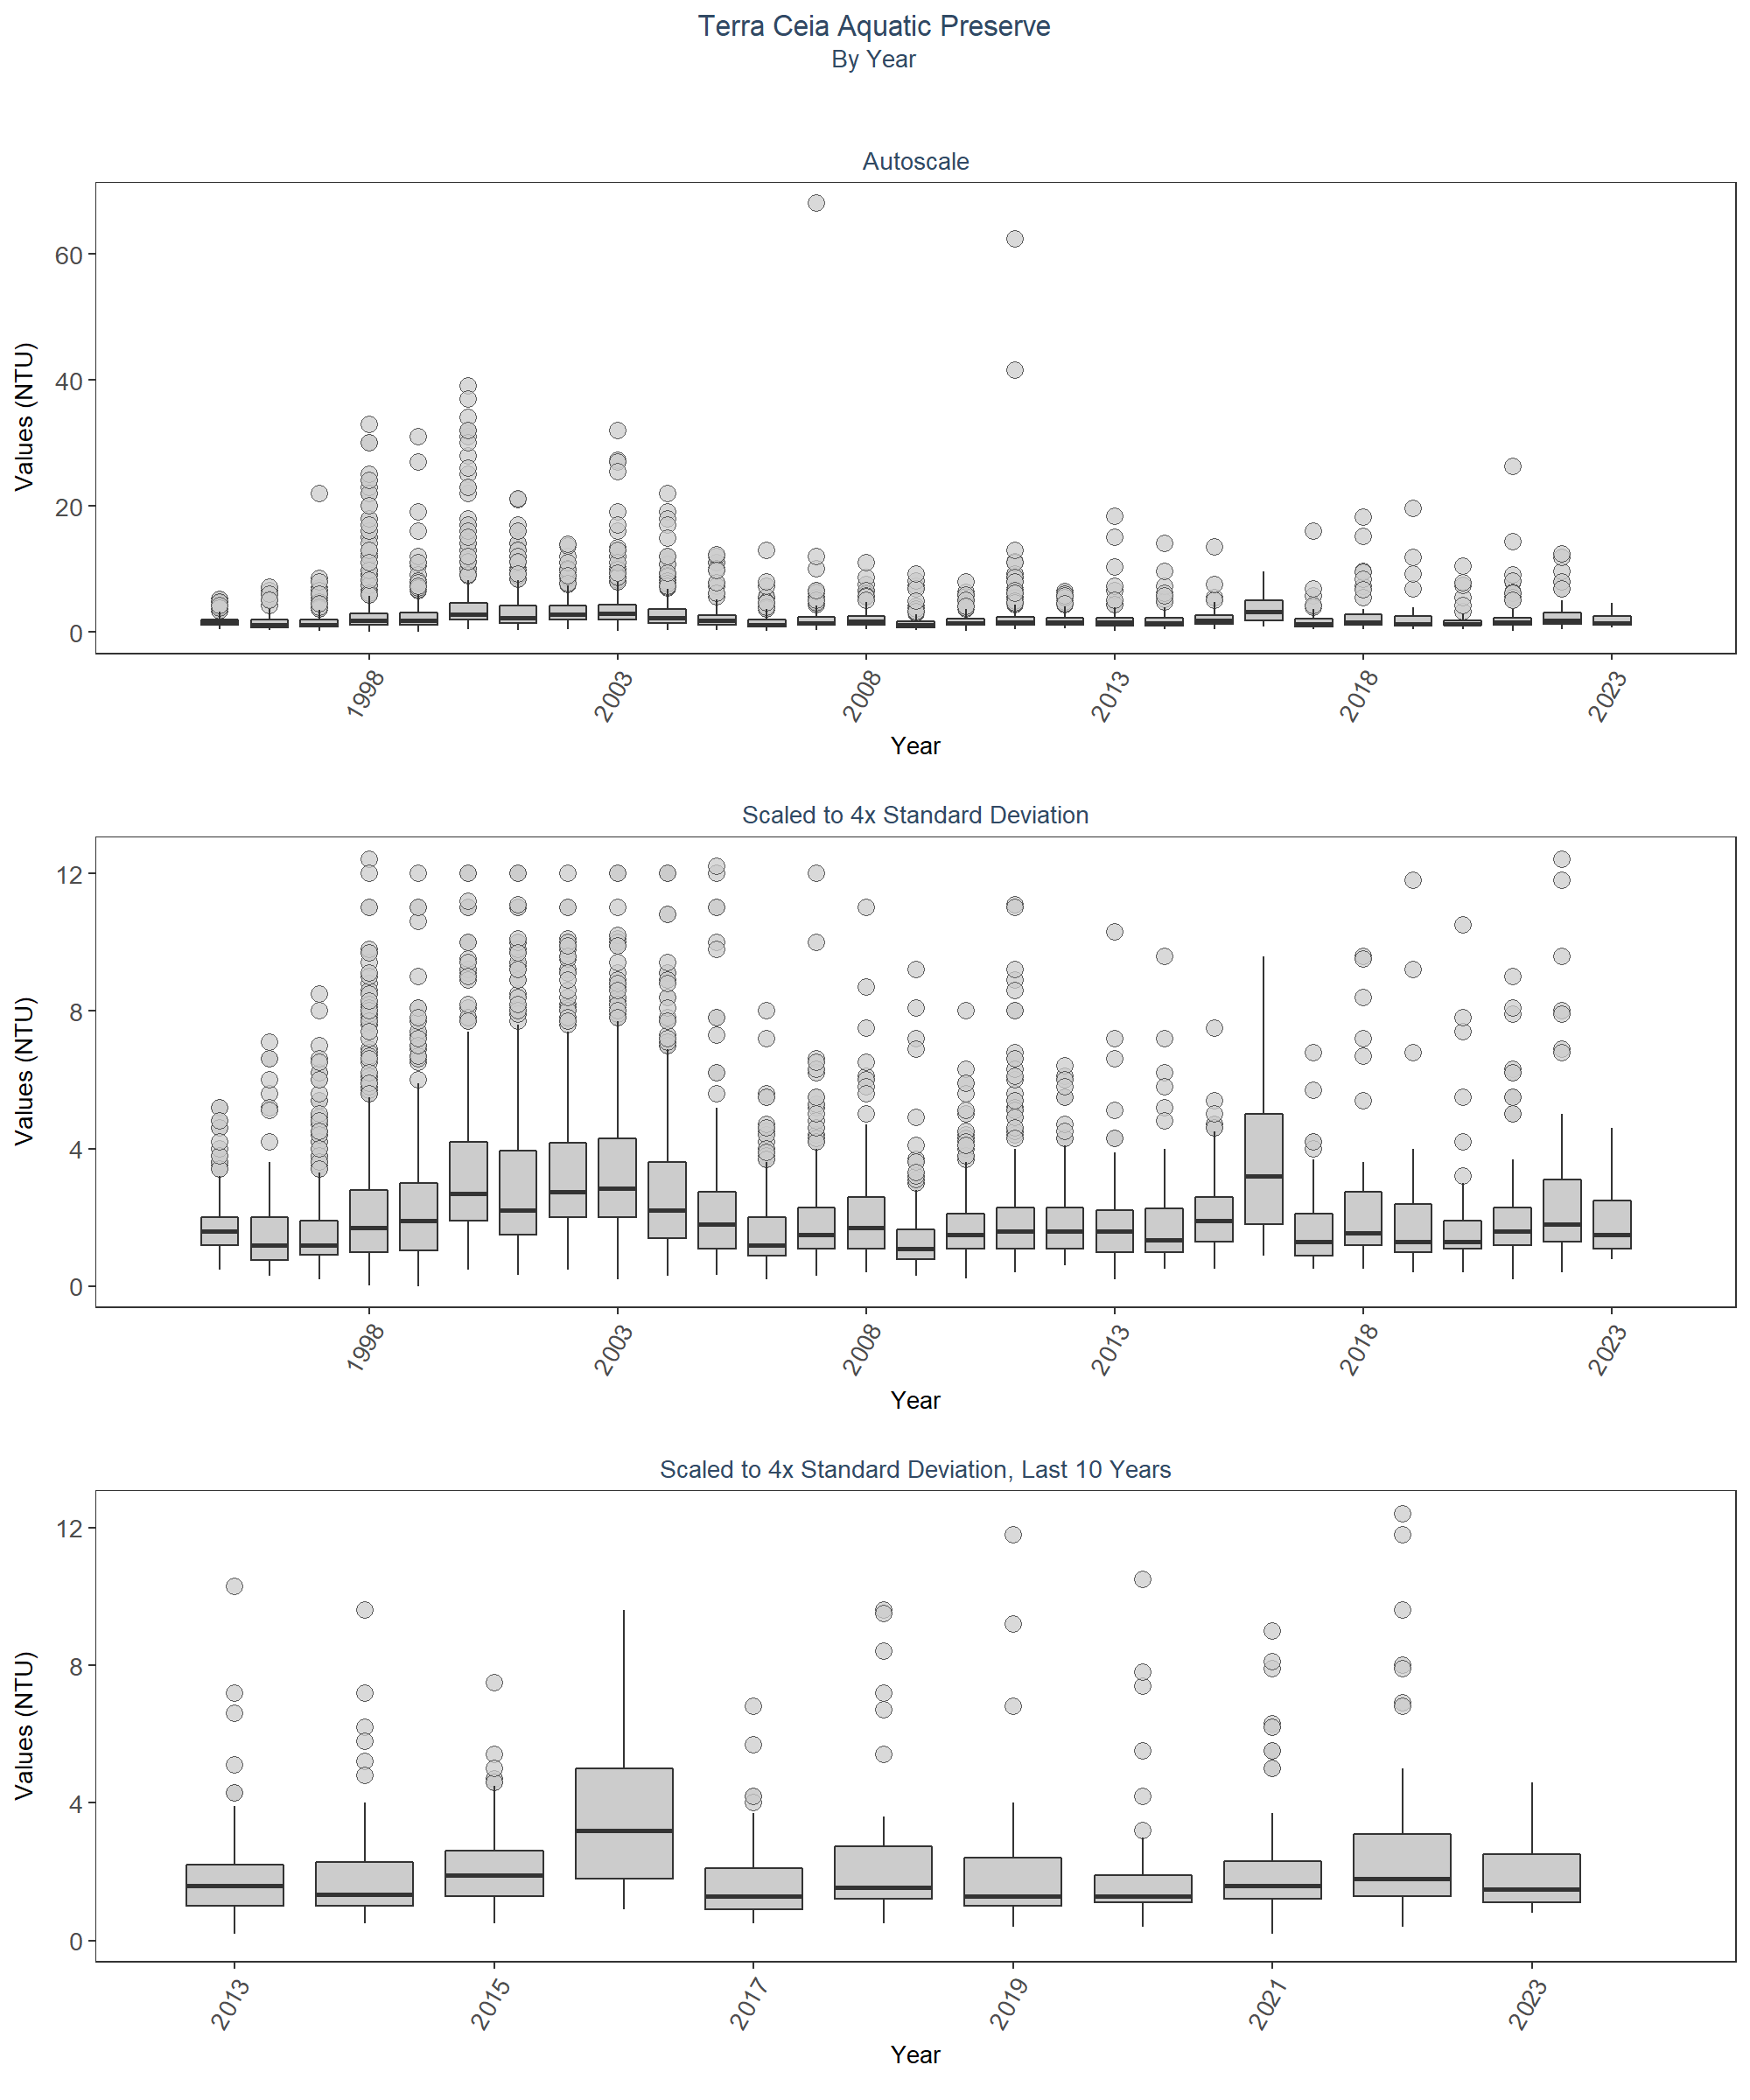 Terra Ceia Aquatic Preserve
By Year
Autoscale
Values (NTU)
60
40
20
0
1998
2003
2008
2013
2018
2023
Year
Scaled to 4x Standard Deviation
Values (NTU)
12
8
4
0
1998
2003
2008
2013
2018
2023
Year
Scaled to 4x Standard Deviation, Last 10 Years
Values (NTU)
12
8
4
0
2013
2015
2017
2019
2021
2023
Year